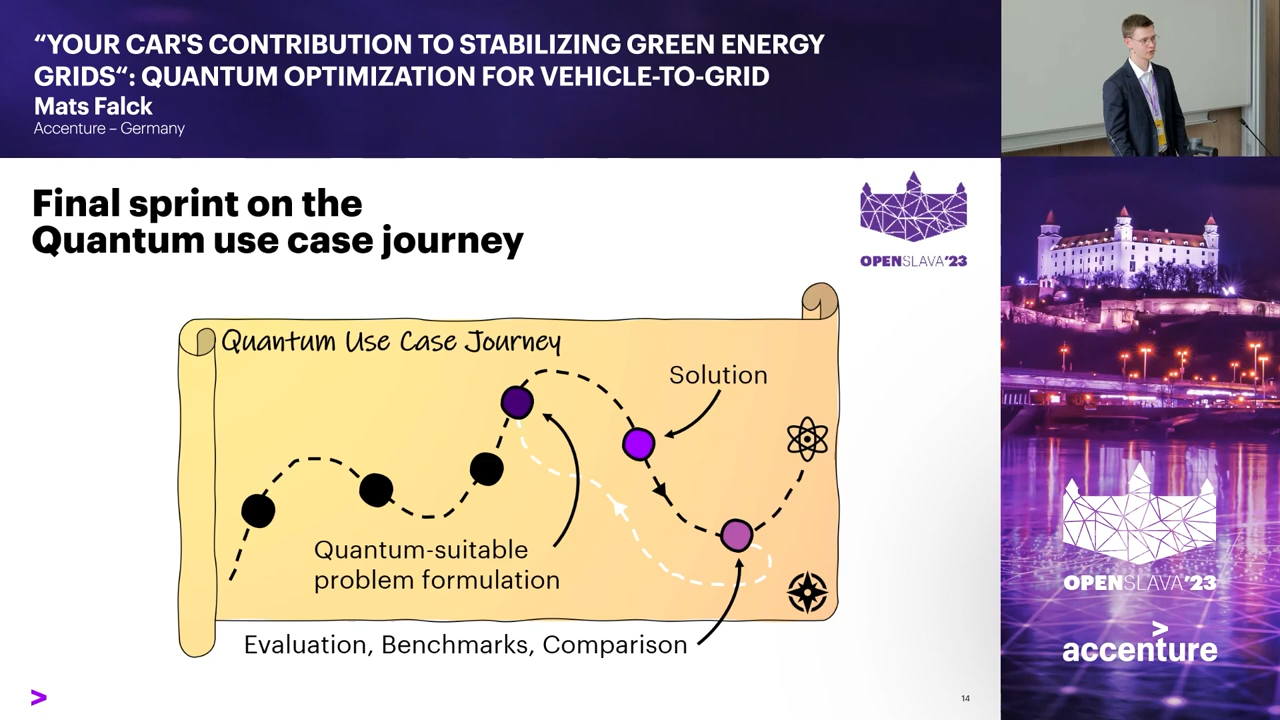 “YOUR CAR'S CONTRIBUTION TO STABILIZING GREEN ENERGY
GRIDS“: QUANTUM OPTIMIZATION FOR VEHICLE-TO-GRID
Mats Falck
Accenture – Germany
Final sprint on the
Quantum use case journey
OPENSLAVA'23
Quantum Use Case Journey
Solution
Quantum-suitable
problem formulation
Evaluation, Benchmarks, Comparison
14
OPENSLAVA'23
accenture